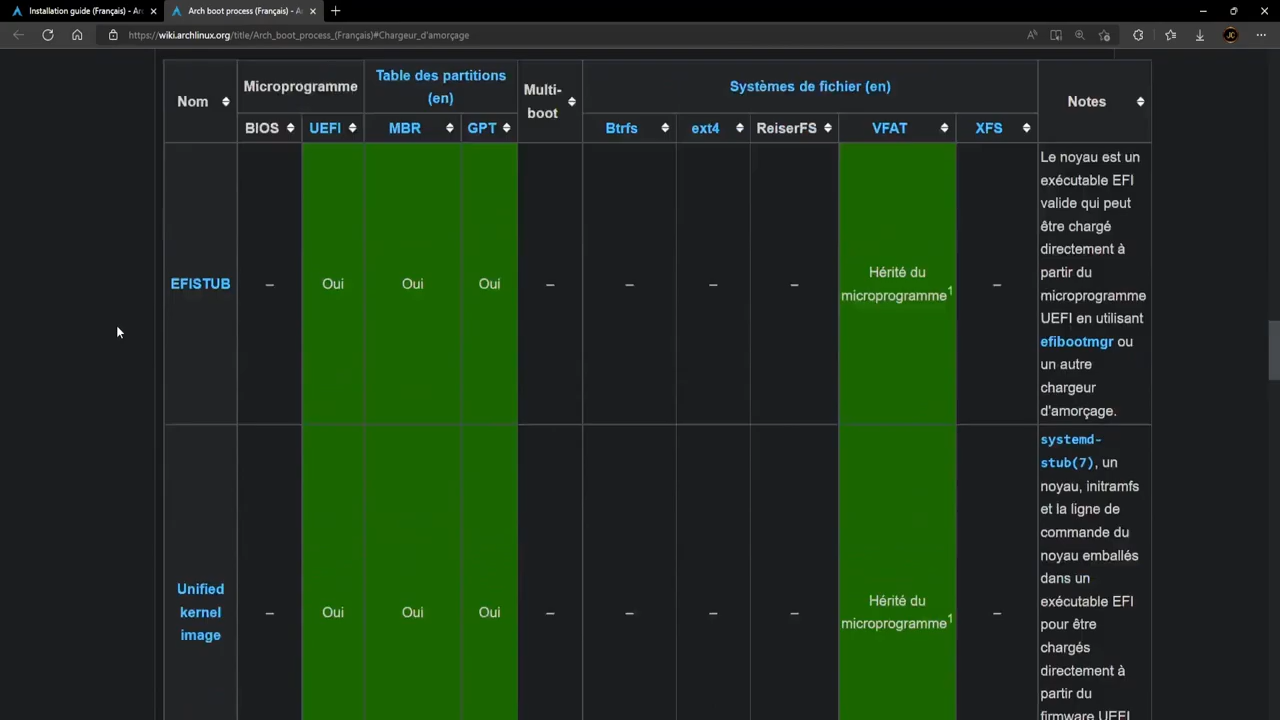 Installation guide (Français) - Ar
Arch boot process (Français) - A
https://wiki.archlinux.org/title/Arch_boot_process_(Français)#Chargeur_d'amorçage
JC
Nom
Microprogramme
Table des partitions
(en)
Multi-
boot
Systèmes de fichier (en)
Notes
BIOS
UEFI
MBR
GPT
Btrfs
ext4
ReiserFS
VFAT
XFS
EFISTUB
–
Oui
Oui
Oui
–
–
–
–
Hérité du
microprogramme1
–
Le noyau est un
exécutable EFI
valide qui peut
être chargé
directement à
partir du
microprogramme
UEFI en utilisant
efibootmgr ou
un autre
chargeur
d'amorçage.
Unified
kernel
image
–
Oui
Oui
Oui
–
–
–
–
Hérité du
microprogramme1
–
systemd-
stub(7), un
noyau, initramfs
et la ligne de
commande du
noyau emballés
dans un
exécutable EFI
pour être
chargés
directement à
partir du
firmware UEFI